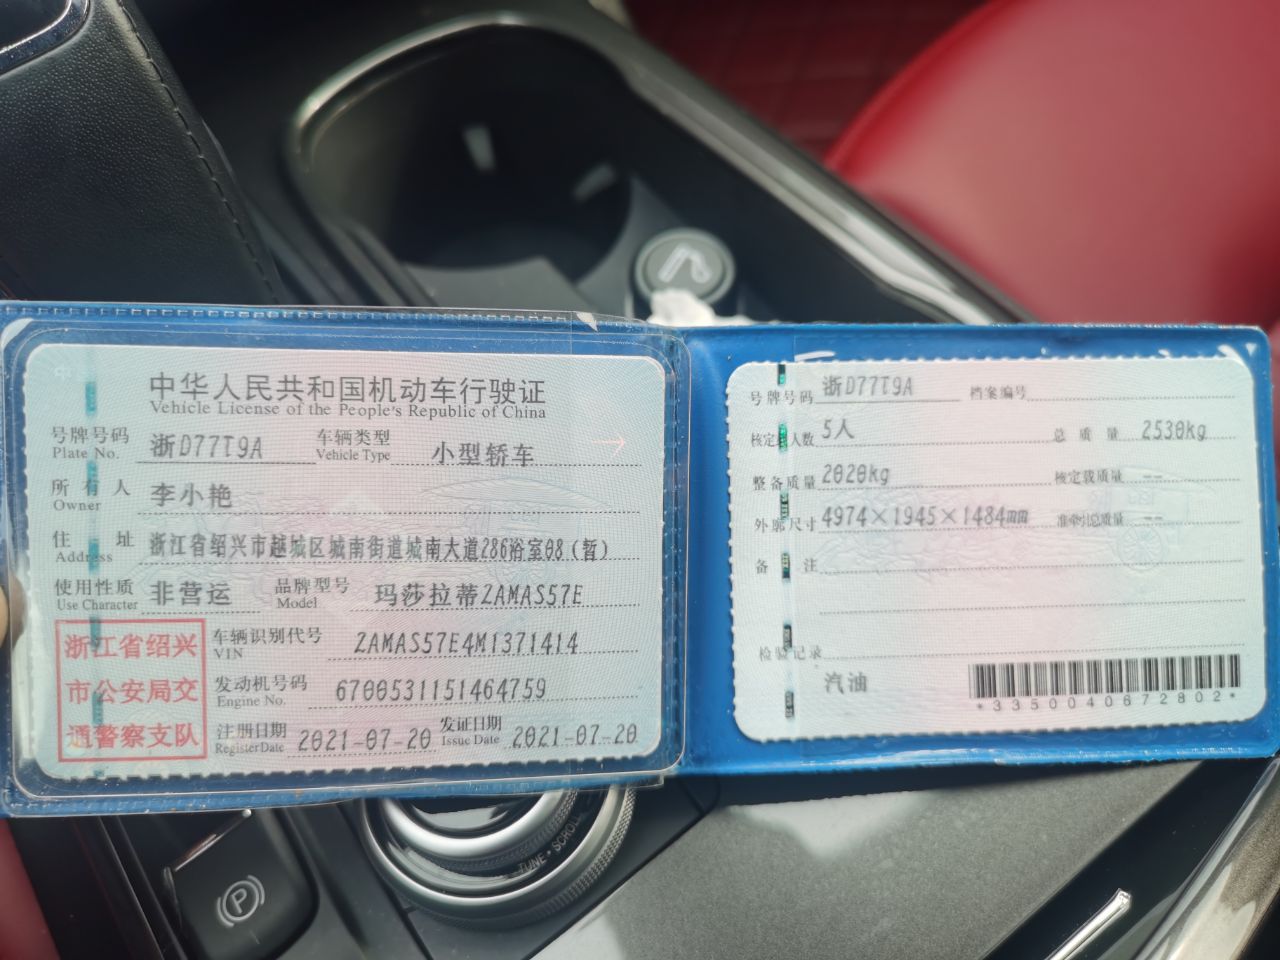 中华人民共和国机动车行驶证
Vehicle License of the People's Republic of China
号牌号码 浙D77T9A 车辆类型 小型轿车
Plate No. Vehicle Type
所有人 李小艳
Owner
住址 浙江省绍兴市越城区城南街道城南大道286浴室08（暂）
Address
使用性质 非营运 品牌型号 玛莎拉蒂ZAMAS57E
Use Character Model
浙江省绍兴
市公安局交
通警察支队
车辆识别代号 ZAMAS57E4M1371414
VIN
发动机号码 6700531151464759
Engine No.
注册日期 2021-07-20 发证日期 2021-07-20
Register Date Issue Date
号牌号码 浙D77T9A 档案编号
核定人数 5人 总质量 2530kg
整备质量 2020kg 核定载质量 --
外廓尺寸 4974×1945×1484mm 准牵引总质量 --
备注
检验记录
汽油
*3350040672802*
TUNE·SCROLL
P